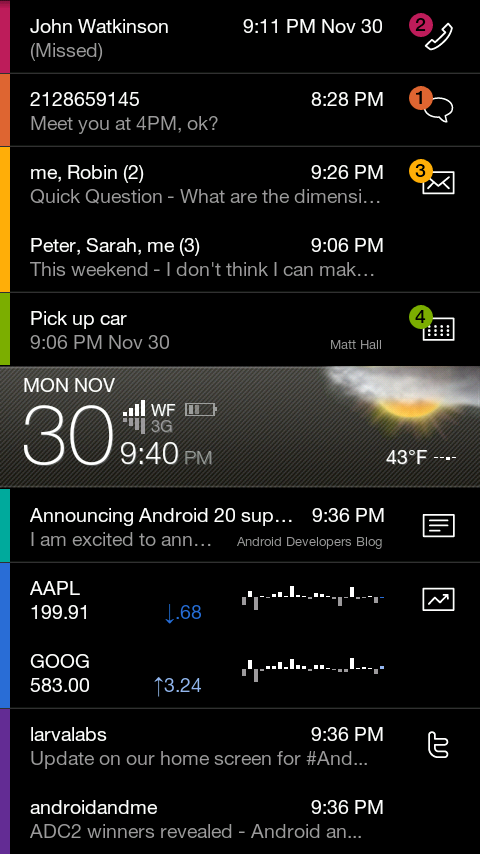 John Watkinson 9:11 PM Nov 30 2
(Missed)
2128659145 8:28 PM 1
Meet you at 4PM, ok?
me, Robin (2) 9:26 PM 3
Quick Question - What are the dimensi...
Peter, Sarah, me (3) 9:06 PM
This weekend - I don't think I can mak...
Pick up car 4
9:06 PM Nov 30 Matt Hall
MON NOV
30 WF
3G
9:40 PM 43°F
Announcing Android 20 sup... 9:36 PM
I am excited to ann... Android Developers Blog
AAPL
199.91 ↓.68
GOOG
583.00 ↑3.24
larvalabs 9:36 PM
Update on our home screen for #And...
androidandme 9:36 PM
ADC2 winners revealed - Android an...